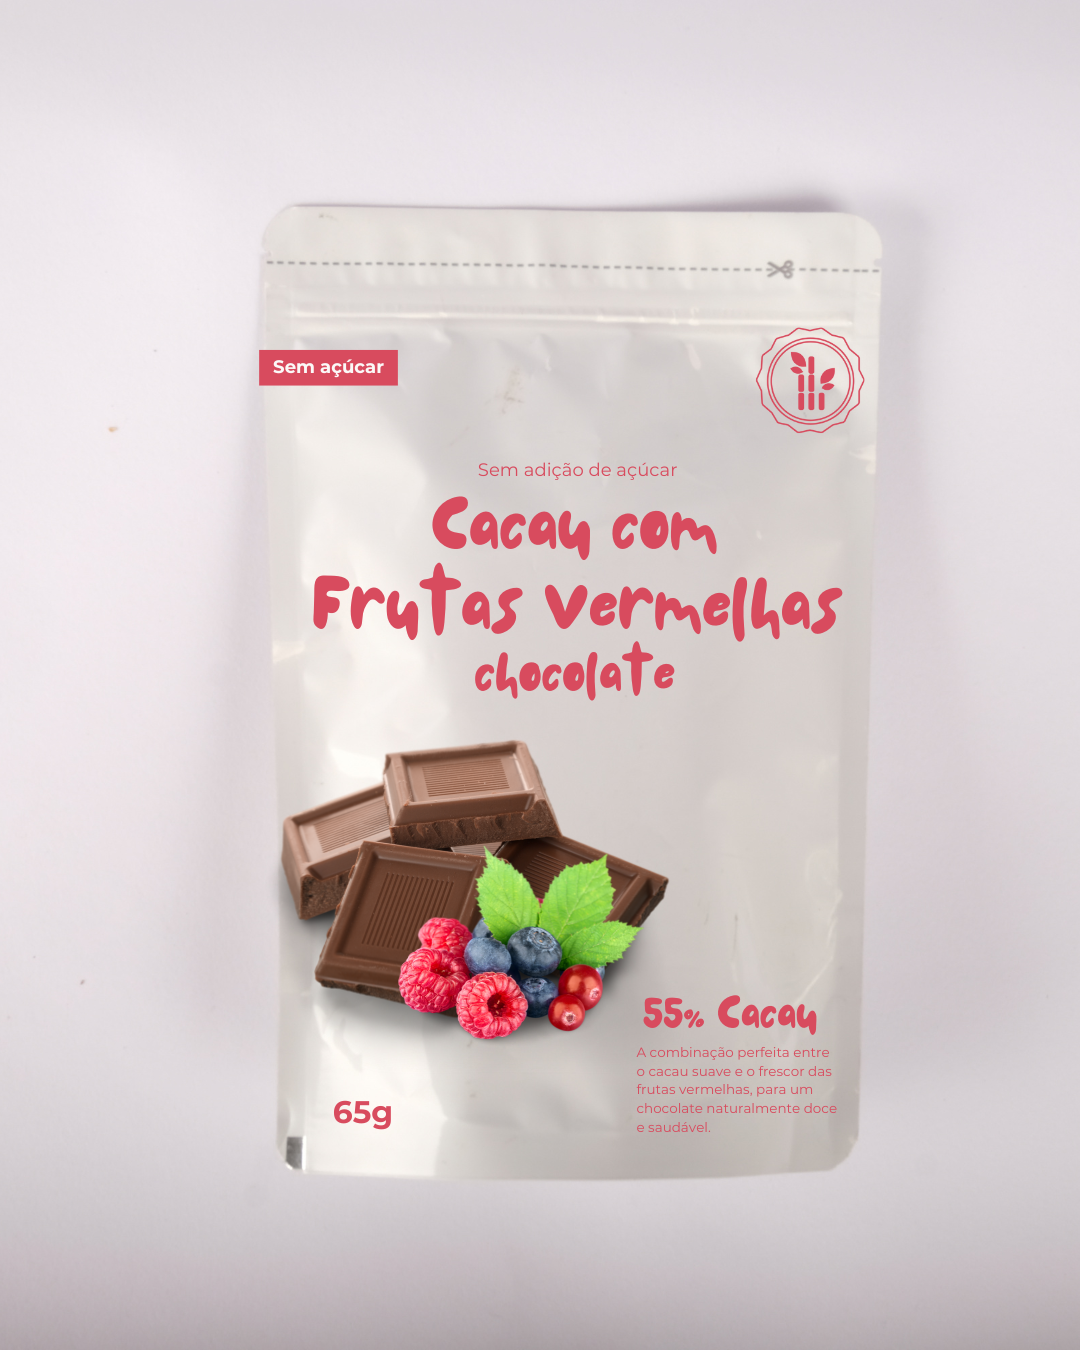 Sem açúcar
Sem adição de açúcar
Cacau com
Frutas vermelhas
chocolate
55% Cacau
A combinação perfeita entre
o cacau suave e o frescor das
frutas vermelhas, para um
chocolate naturalmente doce
e saudável.
65g